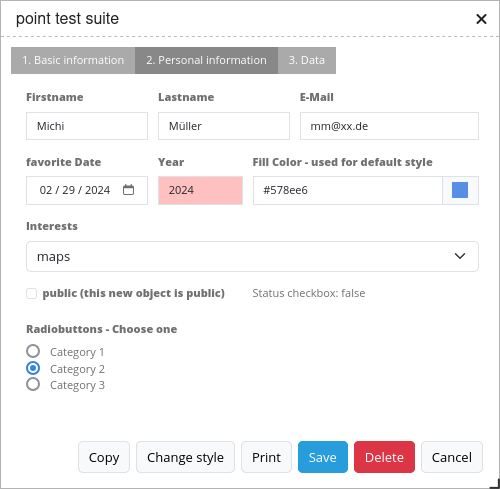 point test suite
1. Basic information 2. Personal information 3. Data
Firstname Lastname E-Mail
Michi Müller mm@xx.de
favorite Date Year Fill Color - used for default style
02 / 29 / 2024 2024 #578ee6
Interests
maps
public (this new object is public) Status checkbox: false
Radiobuttons - Choose one
Category 1
Category 2
Category 3
Copy Change style Print Save Delete Cancel